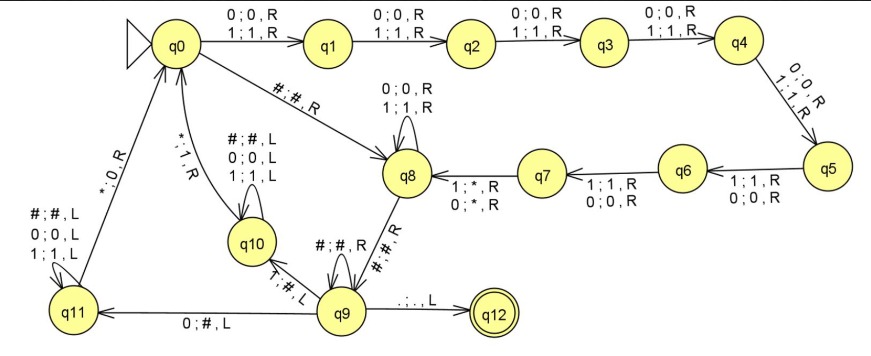 0;0,R
1;1,R
0;0,R
1;1,R
0;0,R
1;1,R
0;0,R
1;1,R
q0
q1
q2
q3
q4
0;0,R
1;1,R
#;#,R
0;0,R
1;1,R
*;0,R
*;1,R
#;#,L
0;0,L
1;1,L
q8
q7
q6
q5
1;*,R
0;*,R
1;1,R
0;0,R
1;1,R
0;0,R
#;#,L
0;0,L
1;1,L
q10
#;#,R
#;#,R
1;#,L
q11
0;#,L
q9
.;.,L
q12